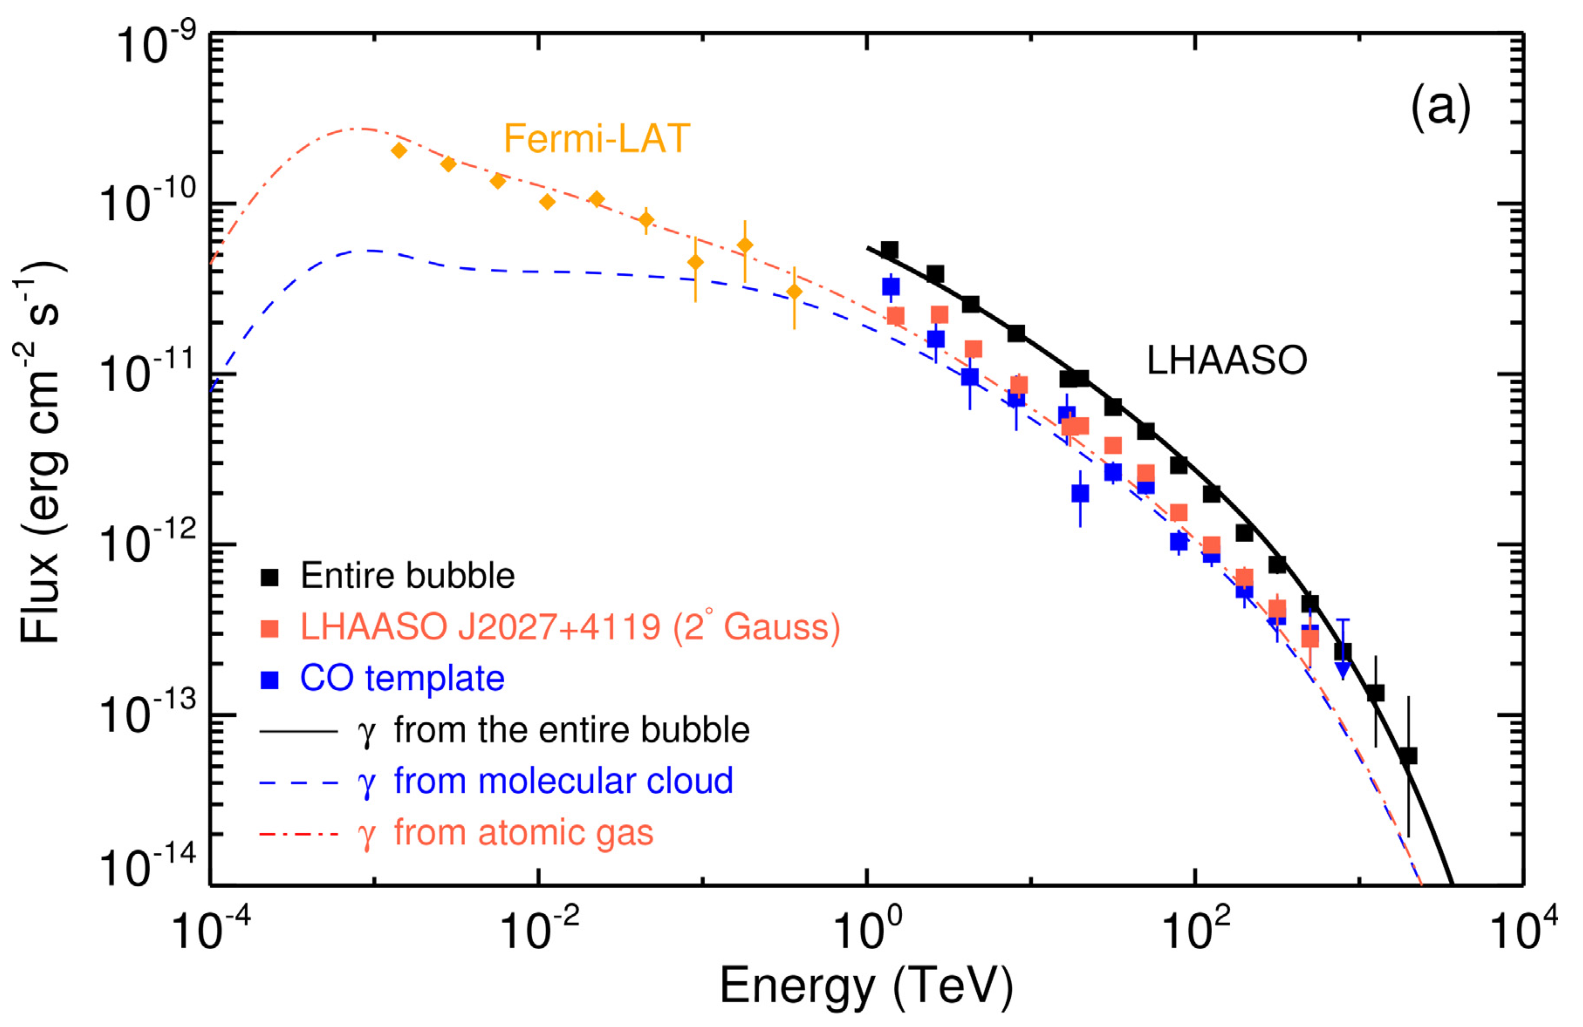 10^-9
(a)
Fermi-LAT
10^-10
LHAASO
10^-11
10^-12
Entire bubble
LHAASO J2027+4119 (2° Gauss)
CO template
10^-13
γ from the entire bubble
γ from molecular cloud
γ from atomic gas
10^-14
Flux (erg cm^-2 s^-1)
10^-4 10^-2 10^0 10^2 10^4
Energy (TeV)